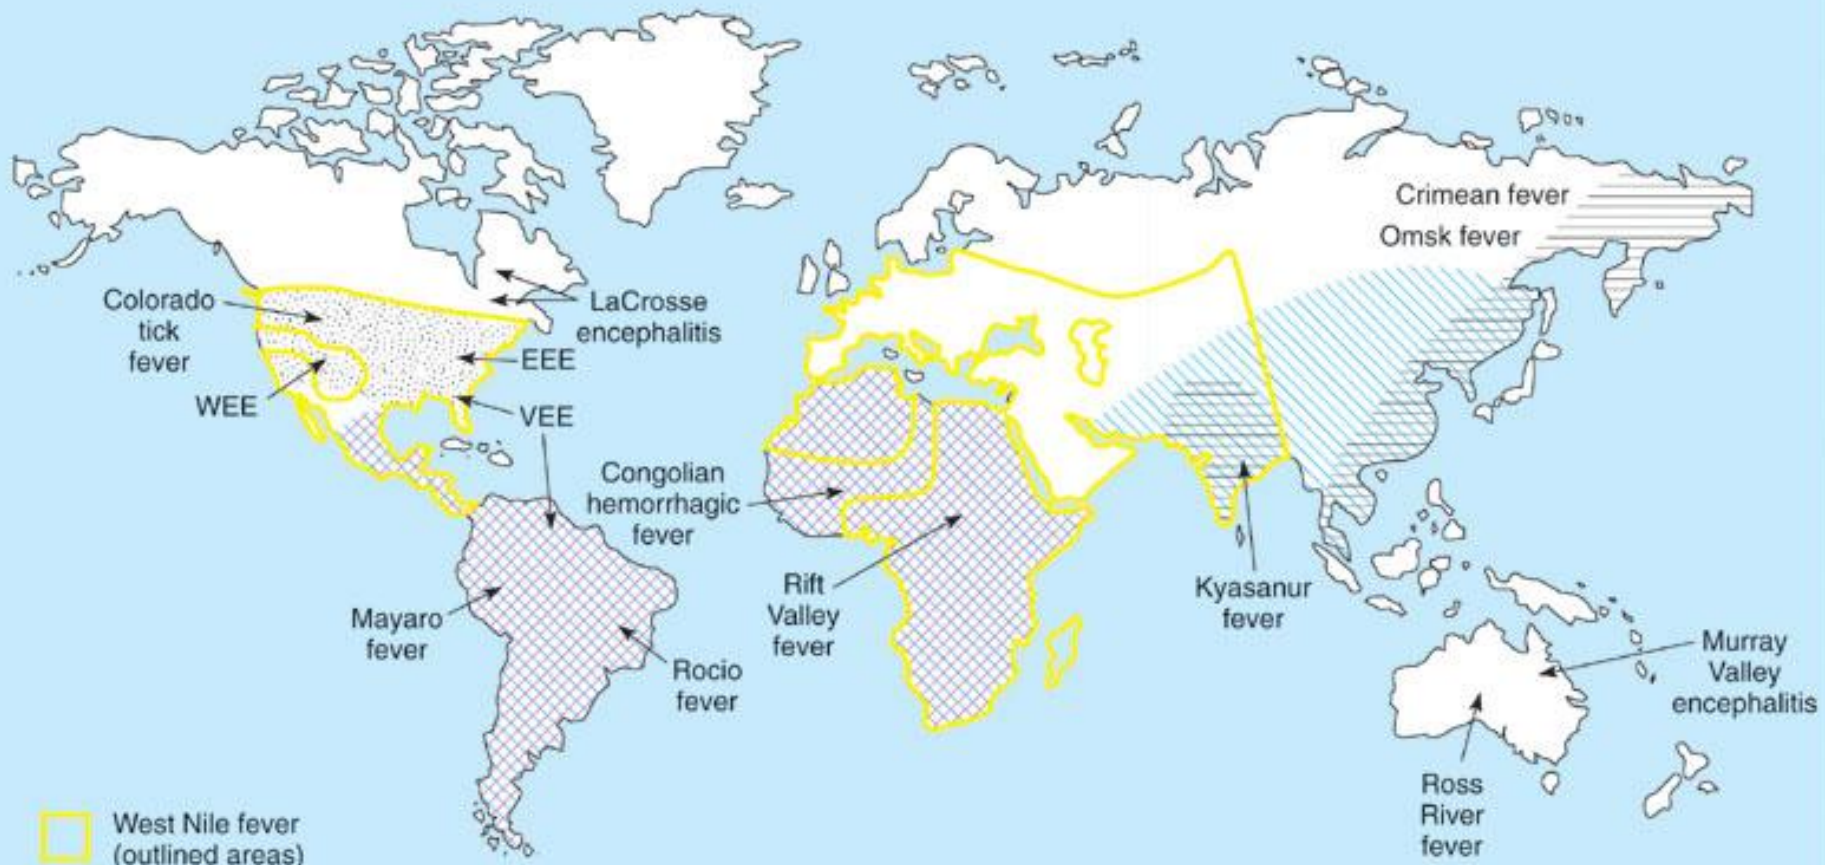 Crimean fever
Omsk fever
Colorado
tick
fever
LaCrosse
encephalitis
EEE
WEE
VEE
Congolian
hemorrhagic
fever
Rift
Valley
fever
Kyasanur
fever
Mayaro
fever
Rocio
fever
Murray
Valley
encephalitis
Ross
River
fever
West Nile fever
(outlined areas)